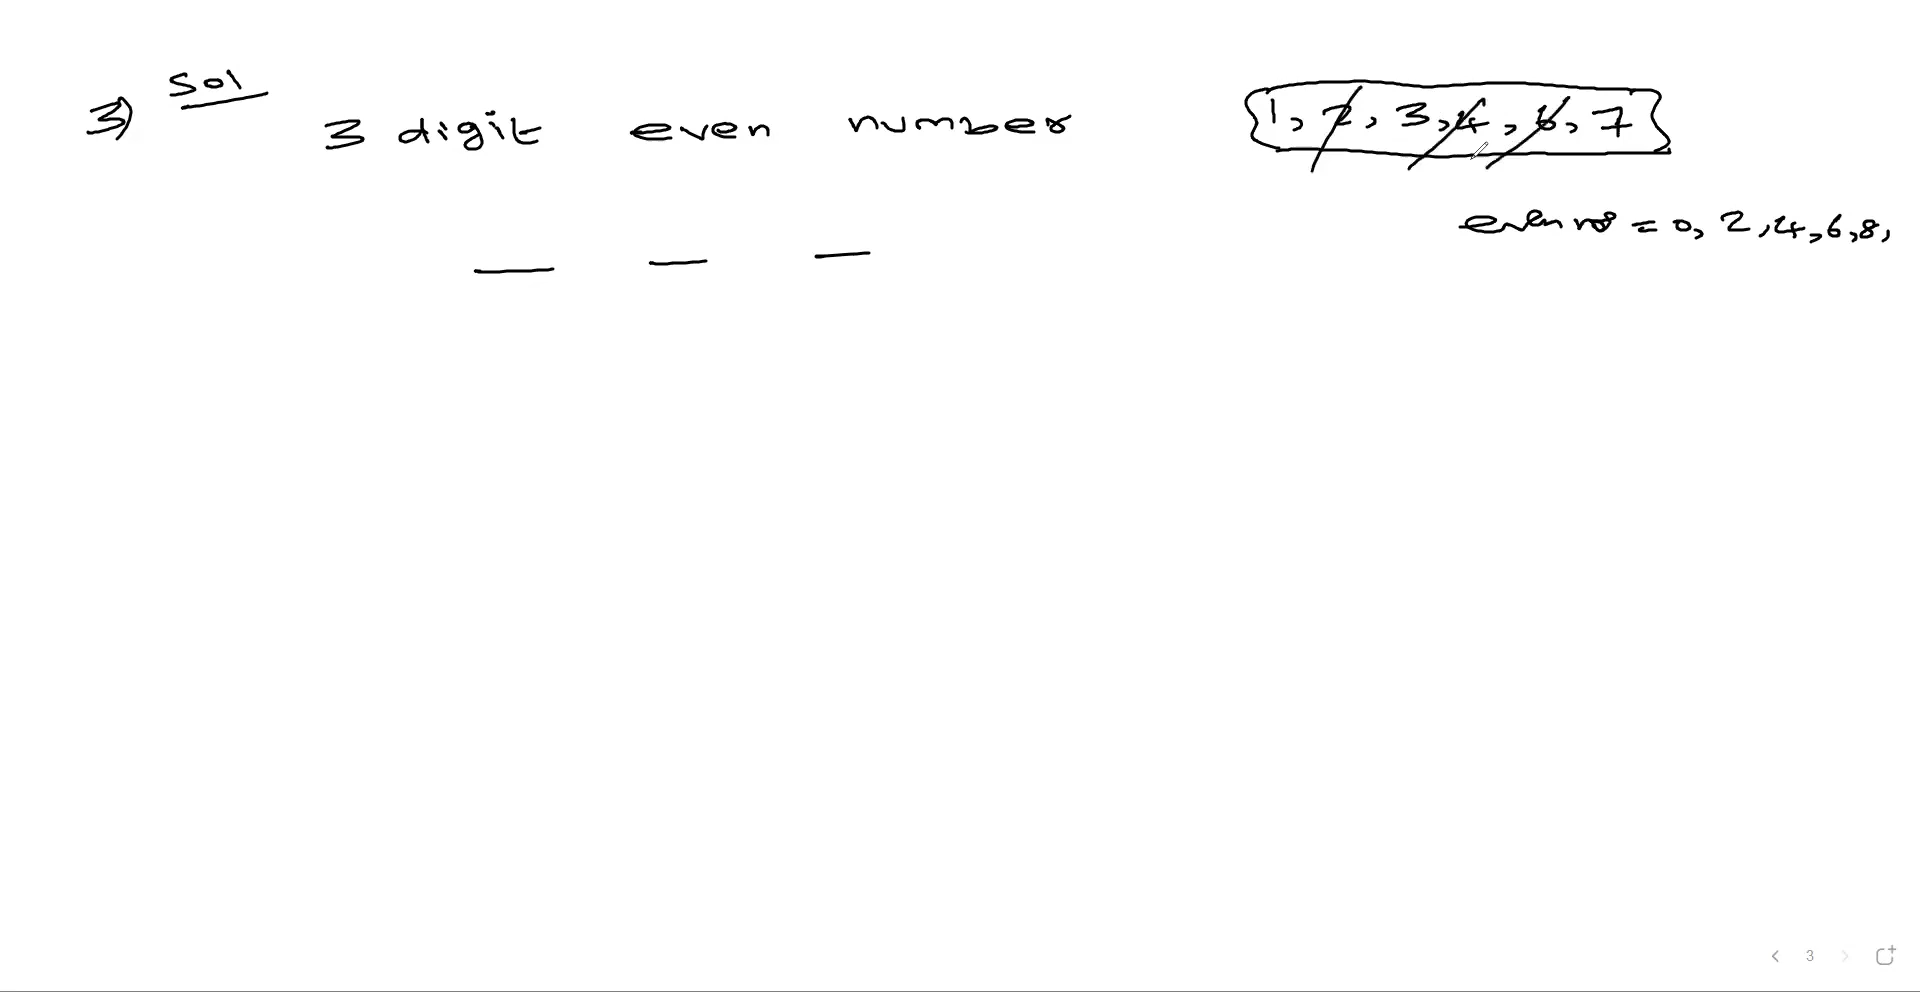 3) Sol
3 digit even number {1, 2, 3, 4, 6, 7}
even nos = 0, 2, 4, 6, 8,
3